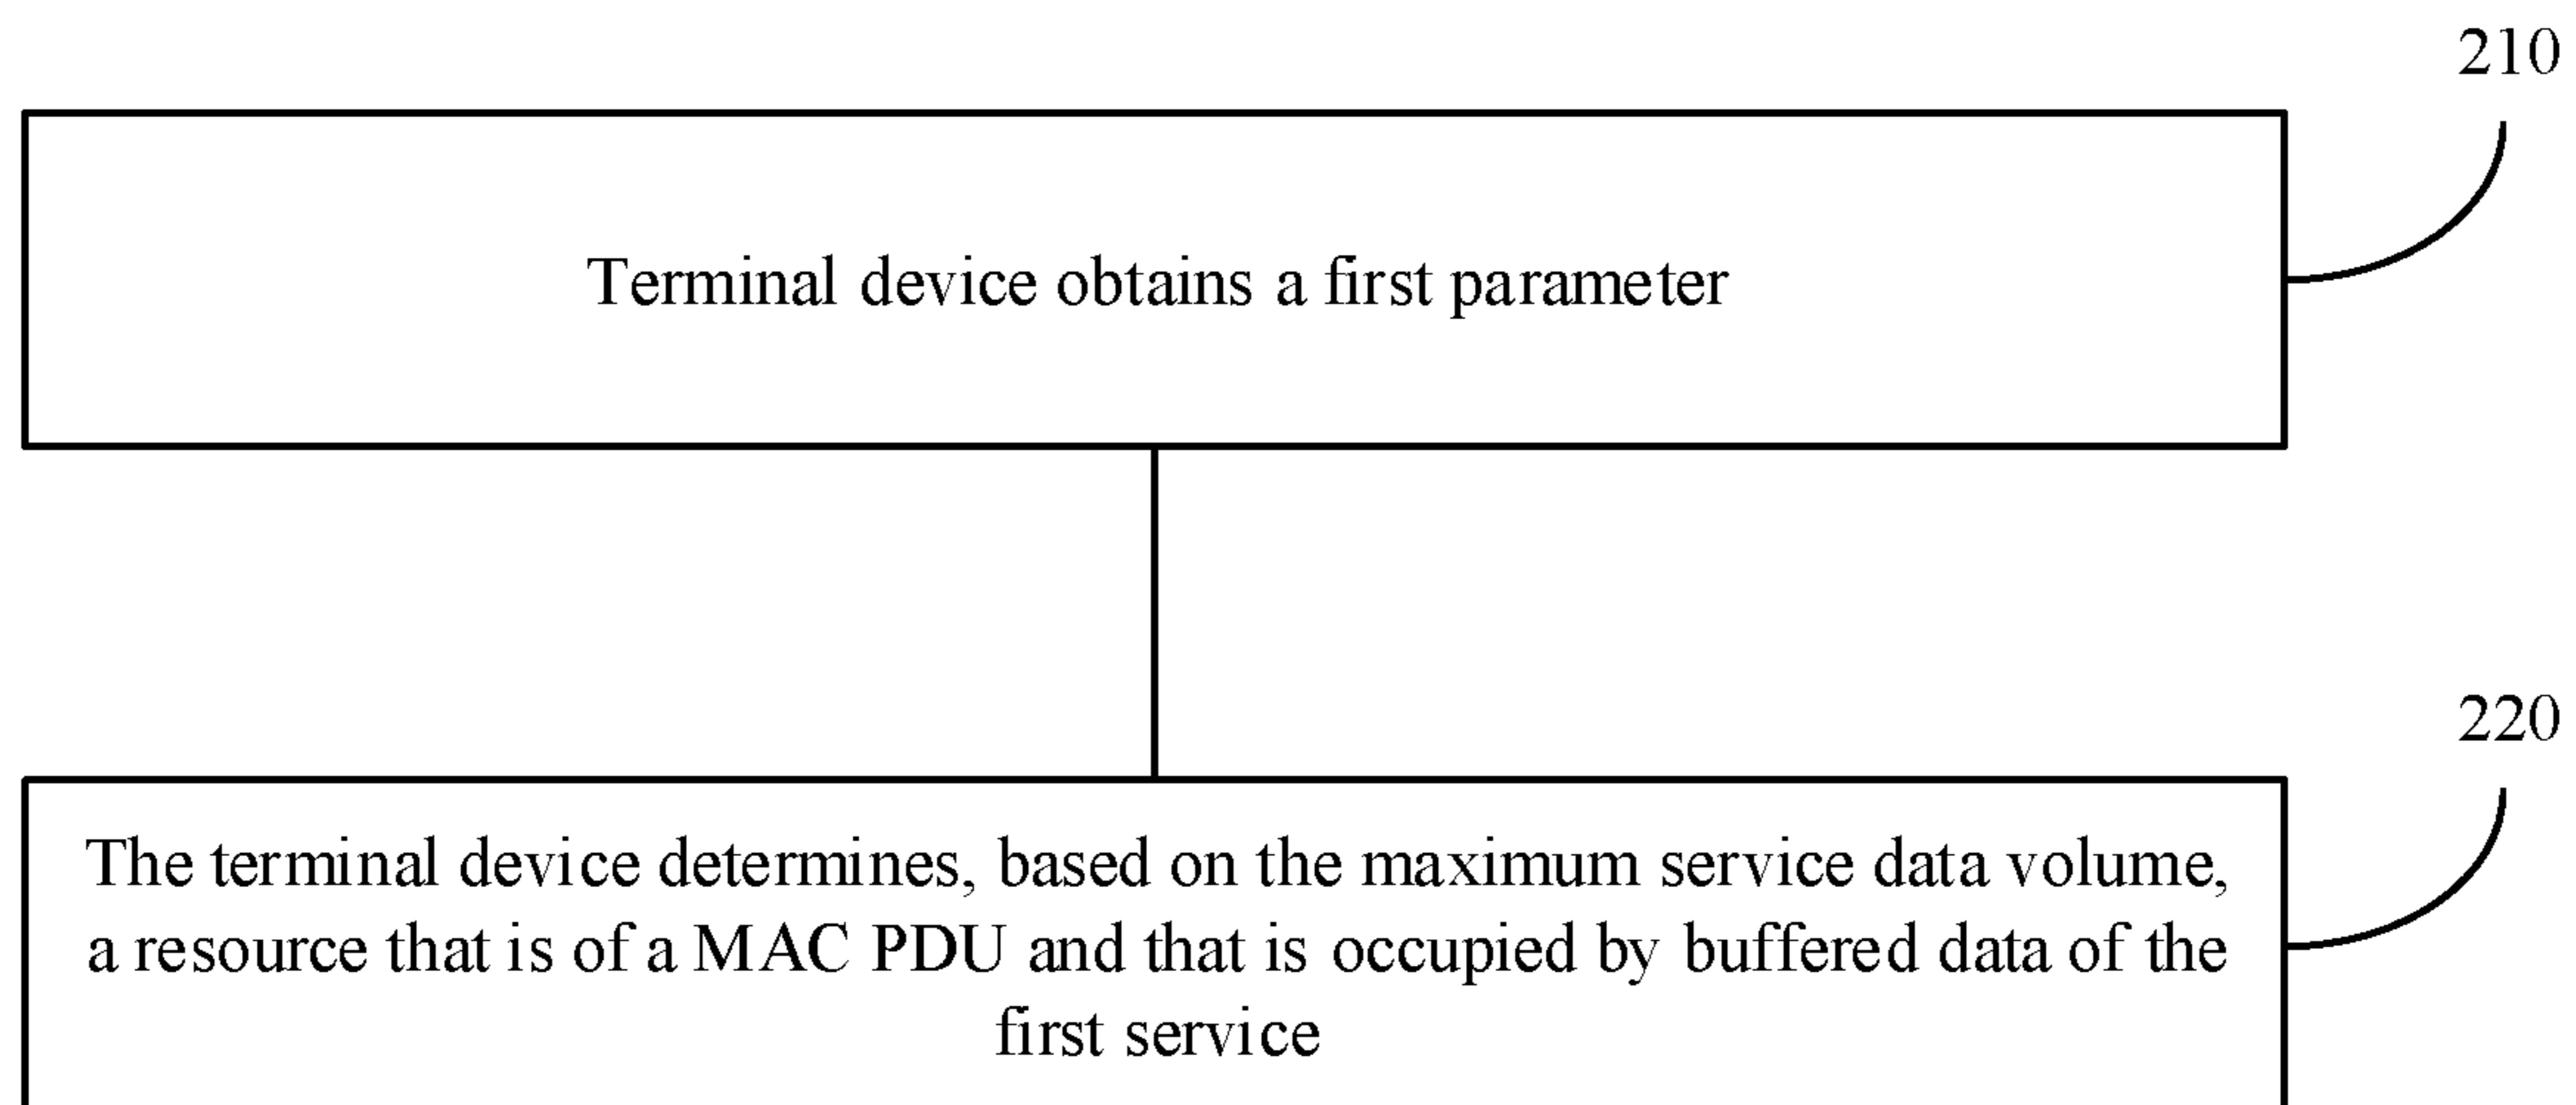 210
Terminal device obtains a first parameter
220
The terminal device determines, based on the maximum service data volume,
a resource that is of a MAC PDU and that is occupied by buffered data of the
first service